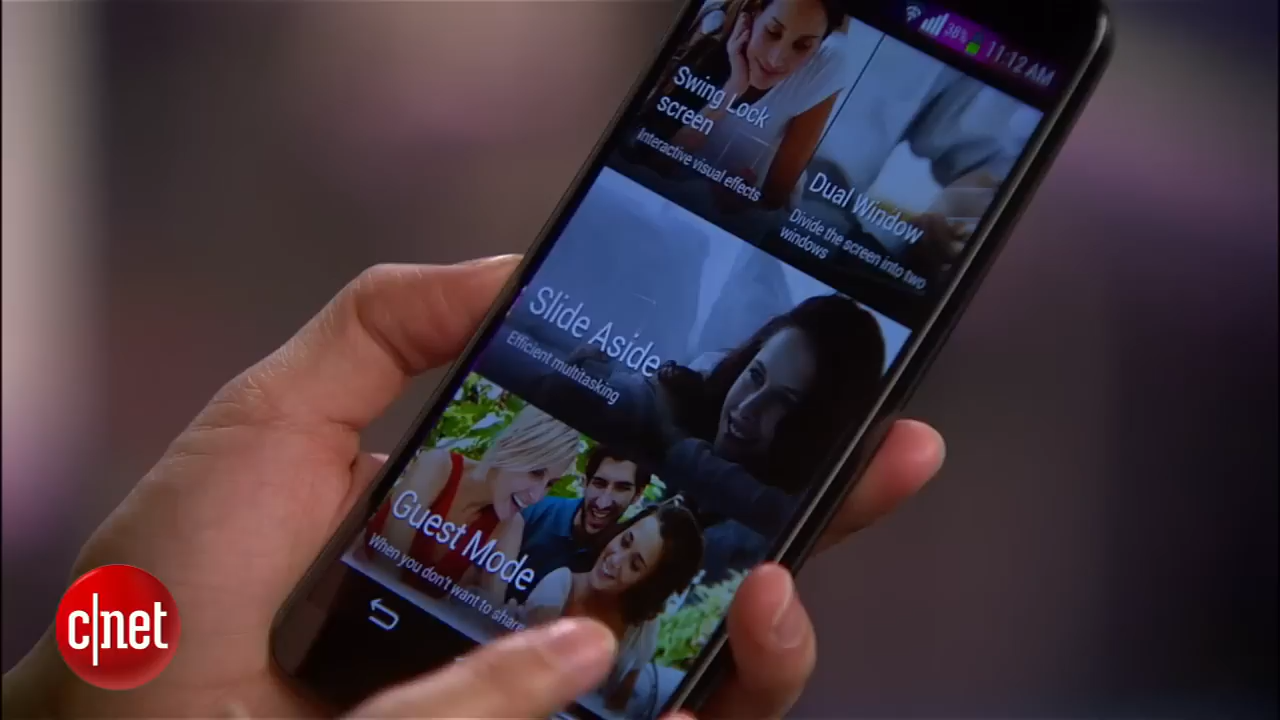 38%
11:12 AM
Swing Lock
screen
Interactive visual effects
Dual Window
Divide the screen into two
windows
Slide Aside
Efficient multitasking
Guest Mode
When you don't want to share
c|net